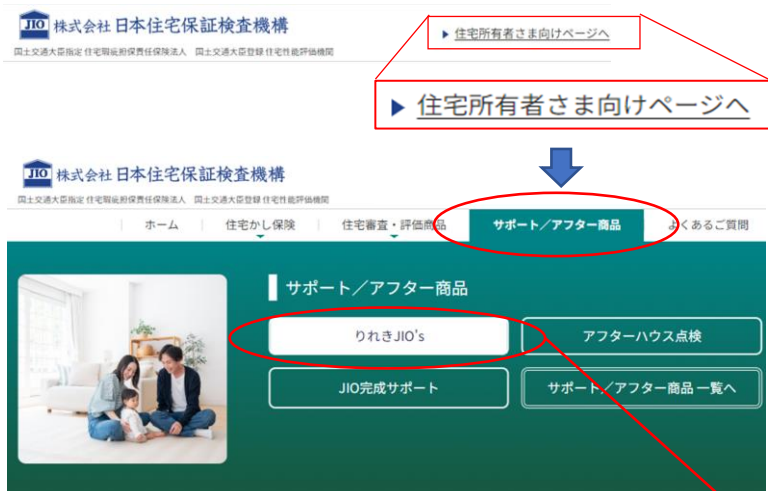 JIO 株式会社 日本住宅保証検査機構
国土交通大臣指定 住宅瑕疵担保責任保険法人 国土交通大臣登録 住宅性能評価機関
▶ 住宅所有者さま向けページへ
▶ 住宅所有者さま向けページへ
JIO 株式会社 日本住宅保証検査機構
国土交通大臣指定 住宅瑕疵担保責任保険法人 国土交通大臣登録 住宅性能評価機関
ホーム 住宅かし保険 住宅審査・評価商品 サポート／アフター商品 よくあるご質問
サポート／アフター商品
りれきJIO's アフターハウス点検
JIO完成サポート サポート／アフター商品 一覧へ